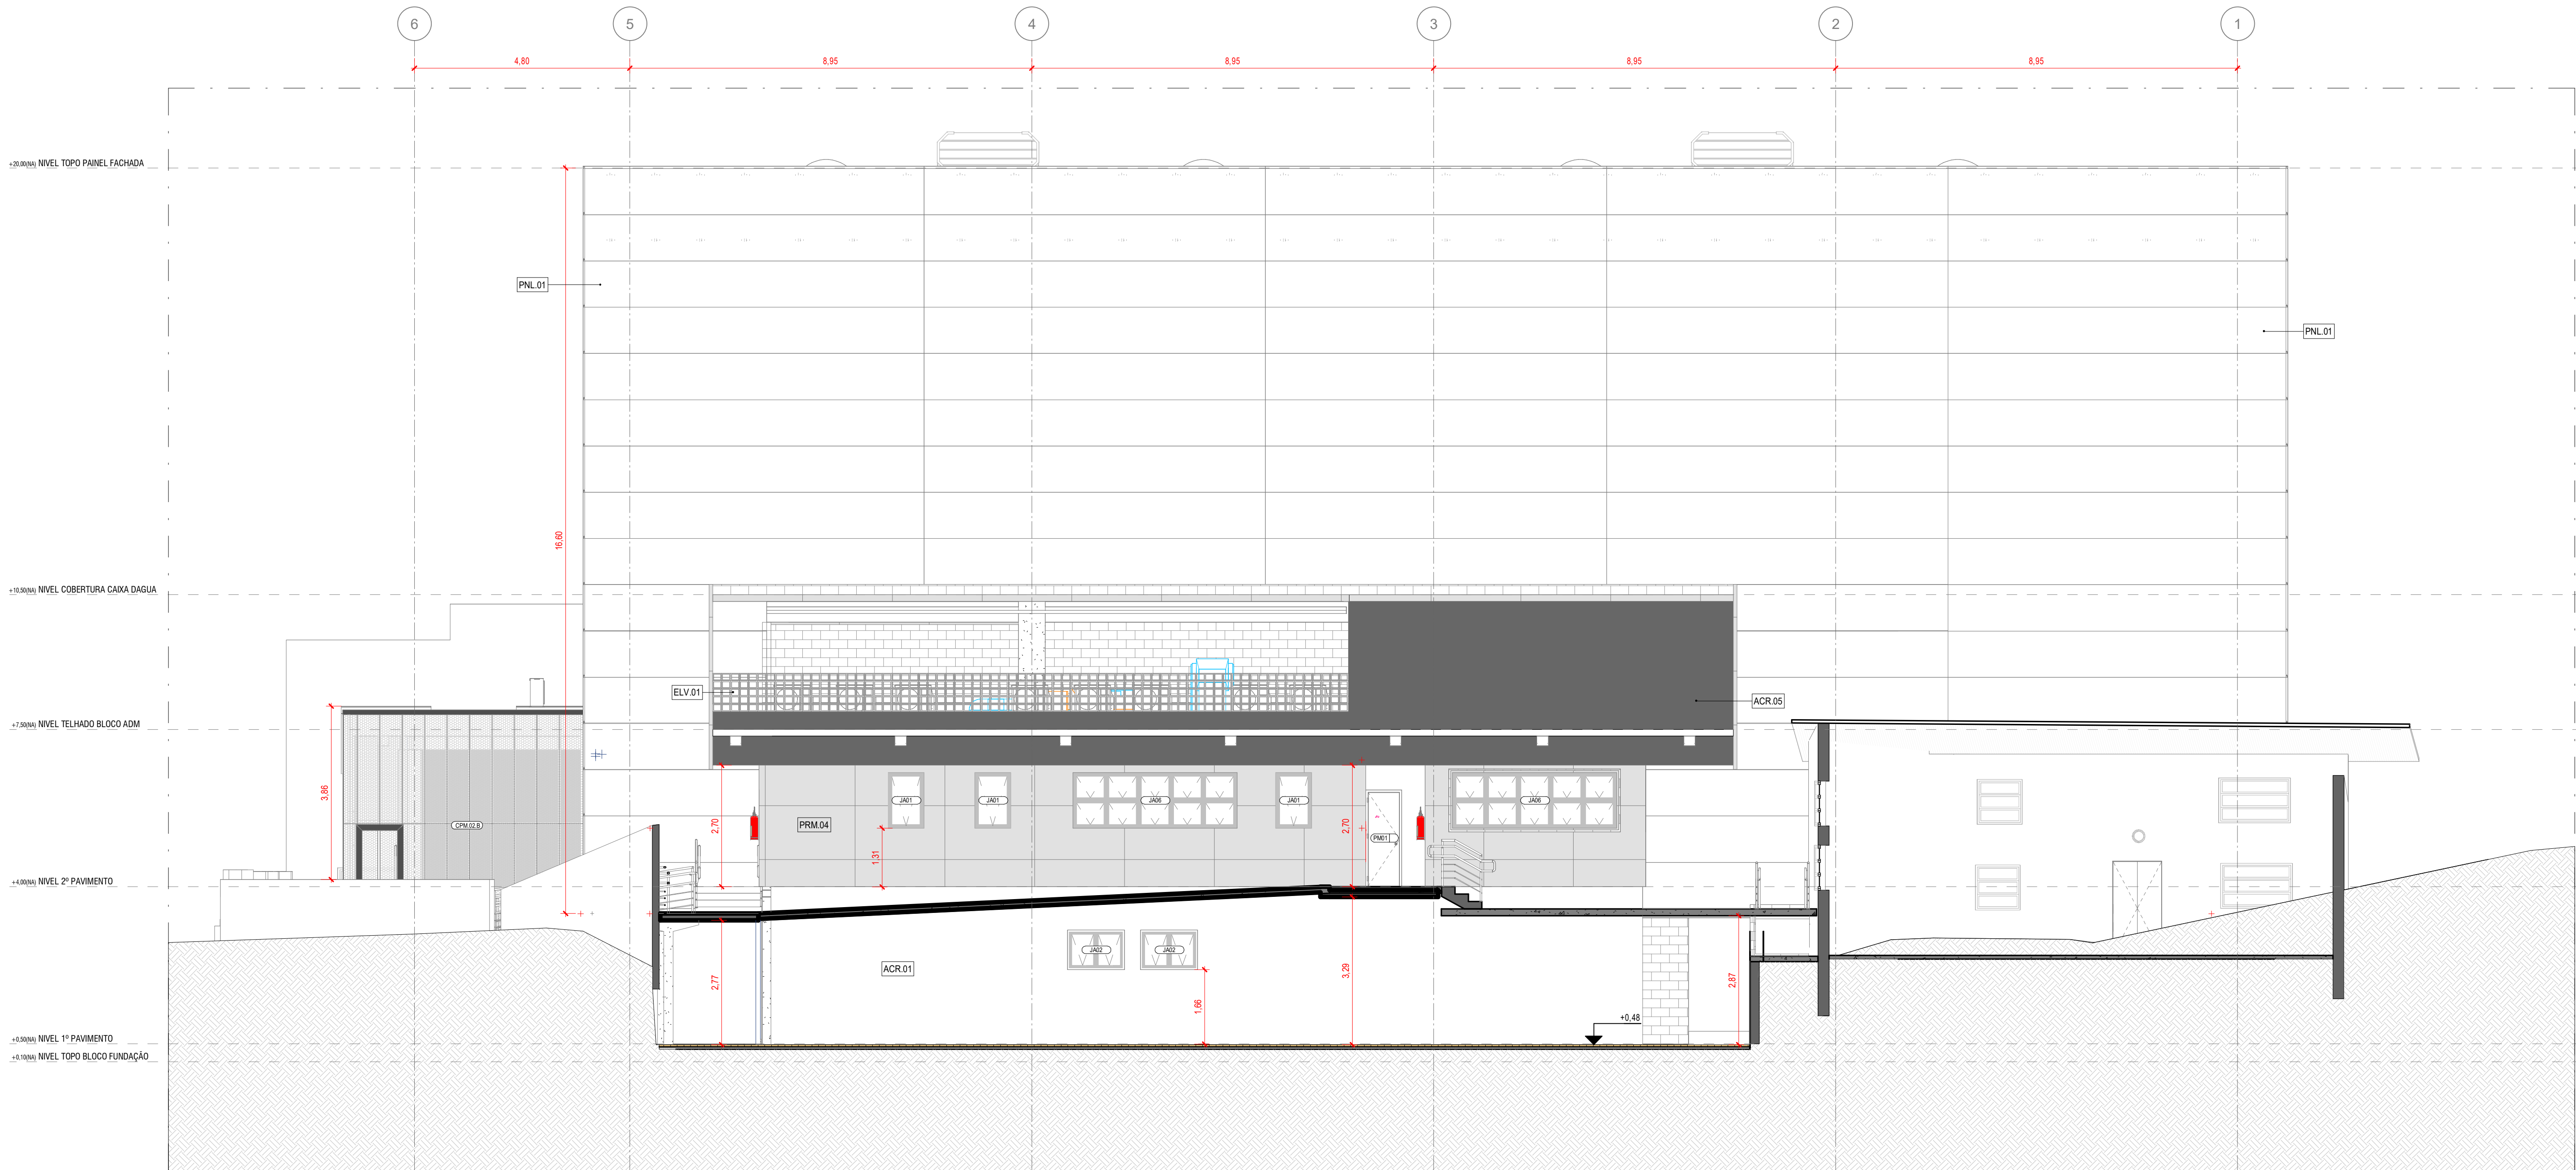 6 5 4 3 2 1
4,80 8,95 8,95 8,95 8,95
+20,00(NA) NIVEL TOPO PAINEL FACHADA
PNL.01
PNL.01
16,60
+10,50(NA) NIVEL COBERTURA CAIXA DAGUA
ELV.01
ACR.05
+7,50(NA) NIVEL TELHADO BLOCO ADM
3,86
CPM.02.B
2,70
PRM.04
JA01
JA01
JA06
JA01
JA06
1,31
2,70
PM01
+4,00(NA) NIVEL 2º PAVIMENTO
JA02
JA02
ACR.01
2,77
1,66
3,29
2,87
+0,48
+0,50(NA) NIVEL 1º PAVIMENTO
+0,10(NA) NIVEL TOPO BLOCO FUNDAÇÃO